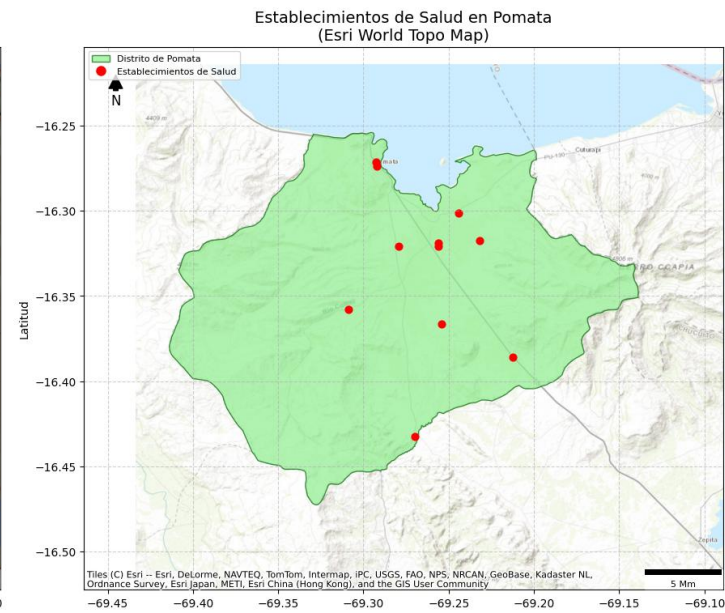 Establecimientos de Salud en Pomata
(Esri World Topo Map)
Distrito de Pomata
Establecimientos de Salud
N
−16.25
−16.30
−16.35
−16.40
−16.45
−16.50
Latitud
Zepita
5 Mm
Tiles (C) Esri -- Esri, DeLorme, NAVTEQ, TomTom, Intermap, iPC, USGS, FAO, NPS, NRCAN, GeoBase, Kadaster NL,
Ordnance Survey, Esri Japan, METI, Esri China (Hong Kong), and the GIS User Community
−69.45
−69.40
−69.35
−69.30
−69.25
−69.20
−69.15
−69.10